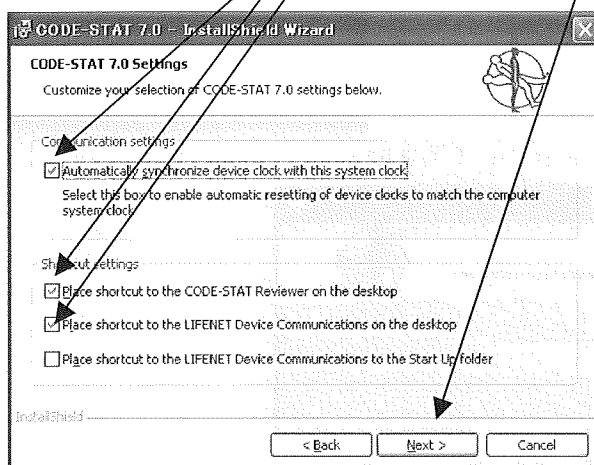 CODE-STAT 7.0 - InstallShield Wizard
CODE-STAT 7.0 Settings
Customize your selection of CODE-STAT 7.0 settings below.
Communication settings
Automatically synchronize device clock with this system clock
Select this box to enable automatic resetting of device clocks to match the computer
system clock
Shortcut settings
Place shortcut to the CODE-STAT Reviewer on the desktop
Place shortcut to the LIFENET Device Communications on the desktop
Place shortcut to the LIFENET Device Communications to the Start Up folder
InstallShield
< Back
Next >
Cancel